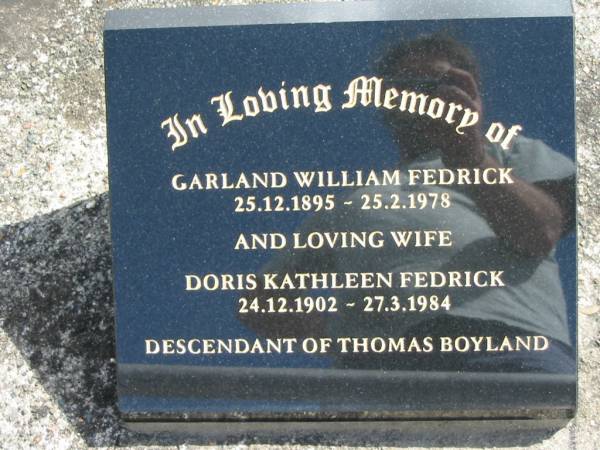 In Loving Memory of
GARLAND WILLIAM FEDRICK
25.12.1895 ~ 25.2.1978
AND LOVING WIFE
DORIS KATHLEEN FEDRICK
24.12.1902 ~ 27.3.1984
DESCENDANT OF THOMAS BOYLAND